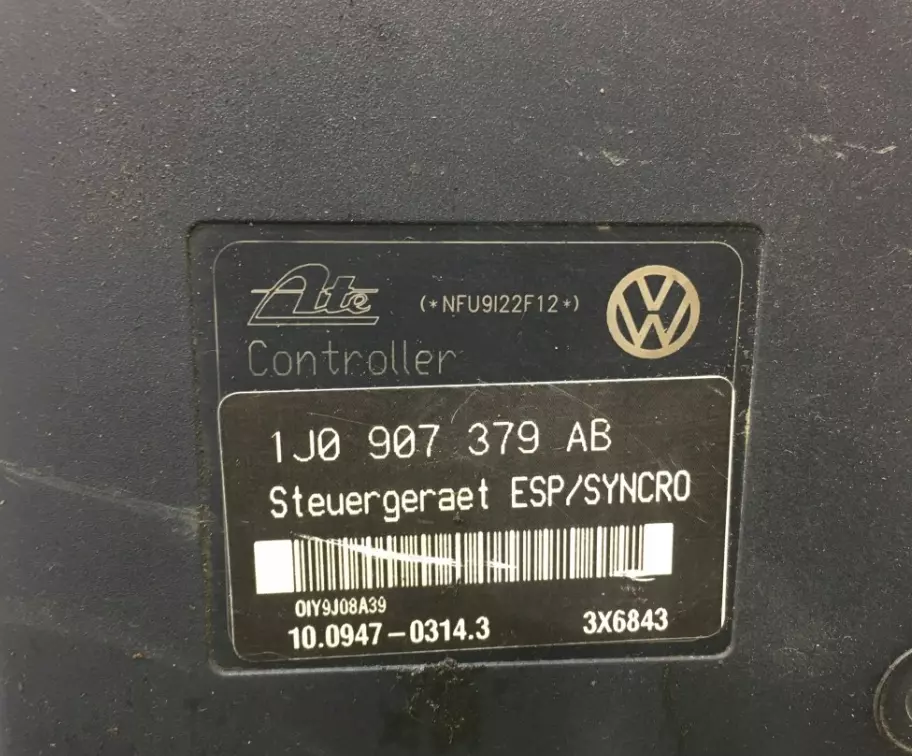 Ate (*NFU9I22F12*)
Controller
1J0 907 379 AB
Steuergeraet ESP/SYNCRO
OIY9J08A39
10.0947-0314.3 3X6843